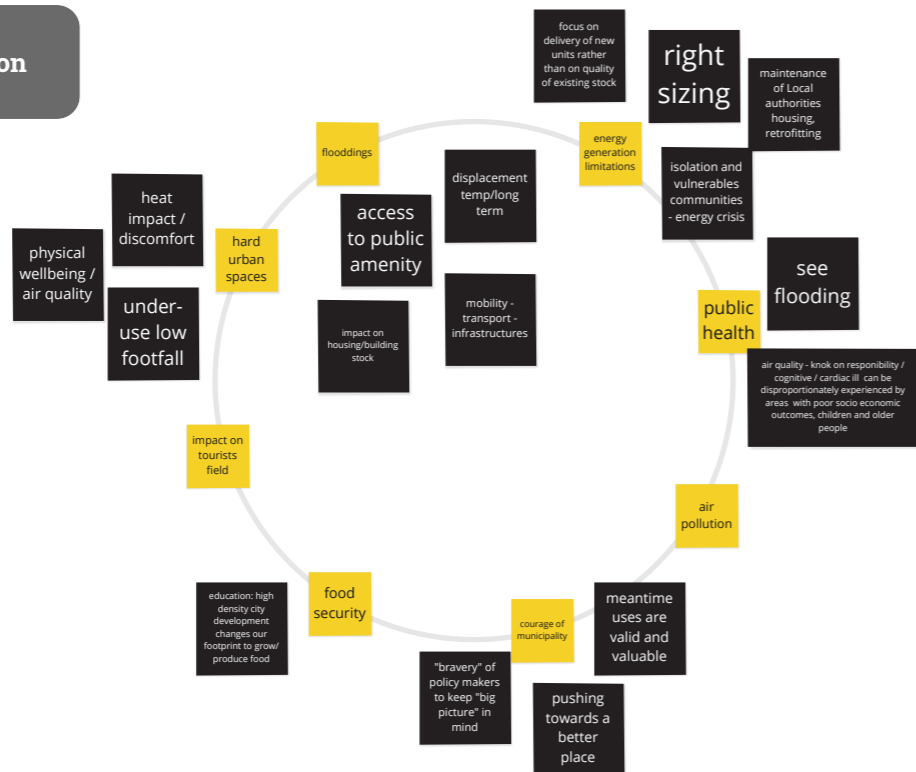 on
focus on
delivery of new
units rather
than on quality
of existing stock
right
sizing
maintenance
of Local
authorities
housing,
retrofitting
flooddings
energy
generation
limitations
displacement
temp/long
term
isolation and
vulnerables
communities
- energy crisis
heat
impact /
discomfort
access
to public
amenity
physical
wellbeing /
air quality
hard
urban
spaces
see
flooding
under-
use low
footfall
mobility -
transport -
infrastructures
public
health
impact on
housing/building
stock
air quality - knok on responibility /
cognitive / cardiac ill can be
disproportionately experienced by
areas with poor socio economic
outcomes, children and older
people
impact on
tourists
field
air
pollution
food
security
education: high
density city
development
changes our
footprint to grow/
produce food
meantime
uses are
valid and
valuable
courage of
municipality
"bravery" of
policy makers
to keep "big
picture" in
mind
pushing
towards a
better
place